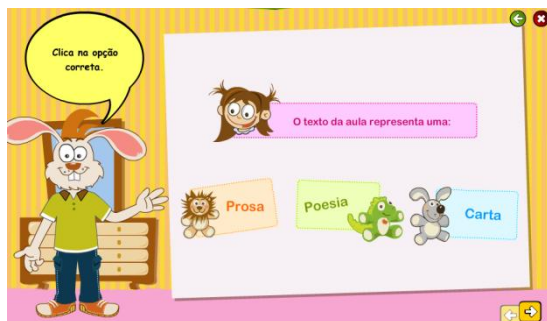 Clica na opção
correta.
O texto da aula representa uma:
Prosa
Poesia
Carta